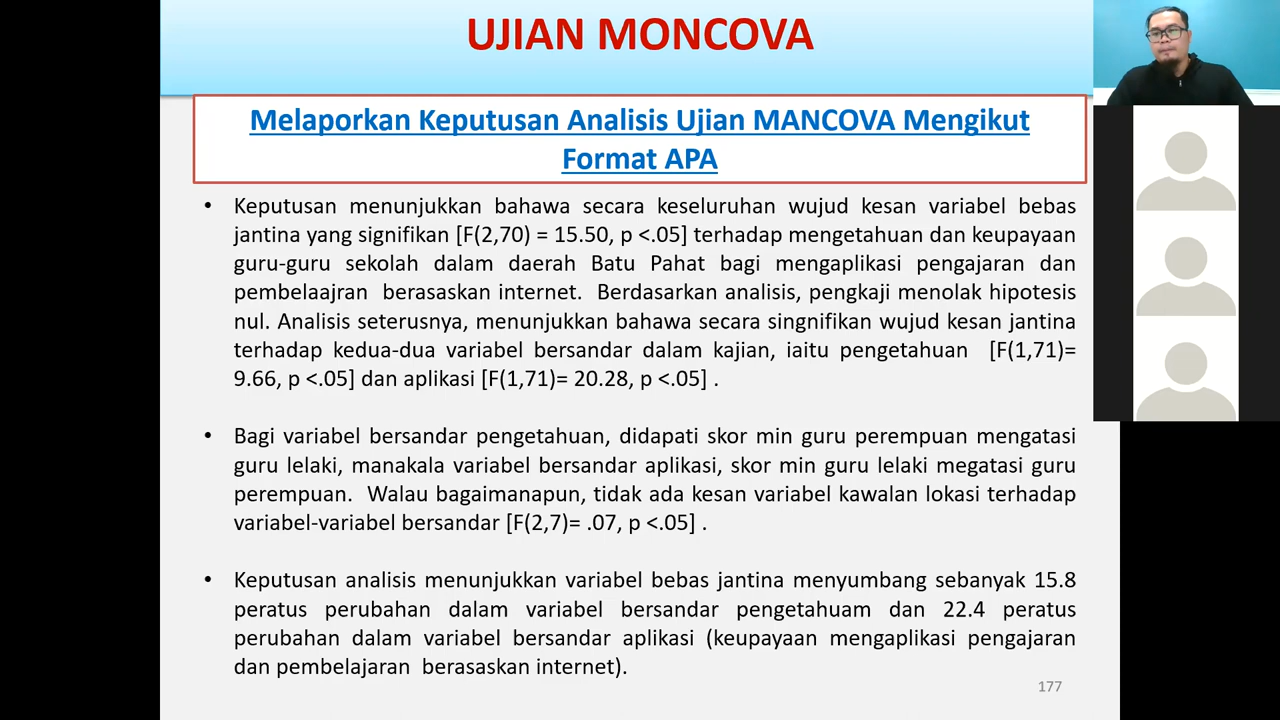 UJIAN MONCOVA
Melaporkan Keputusan Analisis Ujian MANCOVA Mengikut
Format APA
• Keputusan menunjukkan bahawa secara keseluruhan wujud kesan variabel bebas
jantina yang signifikan [F(2,70) = 15.50, p <.05] terhadap mengetahuan dan keupayaan
guru-guru sekolah dalam daerah Batu Pahat bagi mengaplikasi pengajaran dan
pembelaajran berasaskan internet. Berdasarkan analisis, pengkaji menolak hipotesis
nul. Analisis seterusnya, menunjukkan bahawa secara singnifikan wujud kesan jantina
terhadap kedua-dua variabel bersandar dalam kajian, iaitu pengetahuan [F(1,71)=
9.66, p <.05] dan aplikasi [F(1,71)= 20.28, p <.05] .
• Bagi variabel bersandar pengetahuan, didapati skor min guru perempuan mengatasi
guru lelaki, manakala variabel bersandar aplikasi, skor min guru lelaki megatasi guru
perempuan. Walau bagaimanapun, tidak ada kesan variabel kawalan lokasi terhadap
variabel-variabel bersandar [F(2,7)= .07, p <.05] .
• Keputusan analisis menunjukkan variabel bebas jantina menyumbang sebanyak 15.8
peratus perubahan dalam variabel bersandar pengetahuam dan 22.4 peratus
perubahan dalam variabel bersandar aplikasi (keupayaan mengaplikasi pengajaran
dan pembelajaran berasaskan internet).
177